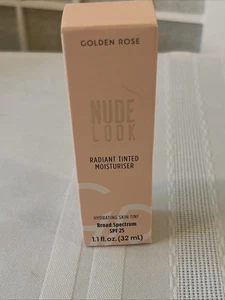 GOLDEN ROSE
NUDE
LOOK
RADIANT TINTED
MOISTURISER
HYDRATING SKIN TINT
Broad Spectrum
SPF 25
1.1 fl.oz. (32 mL)